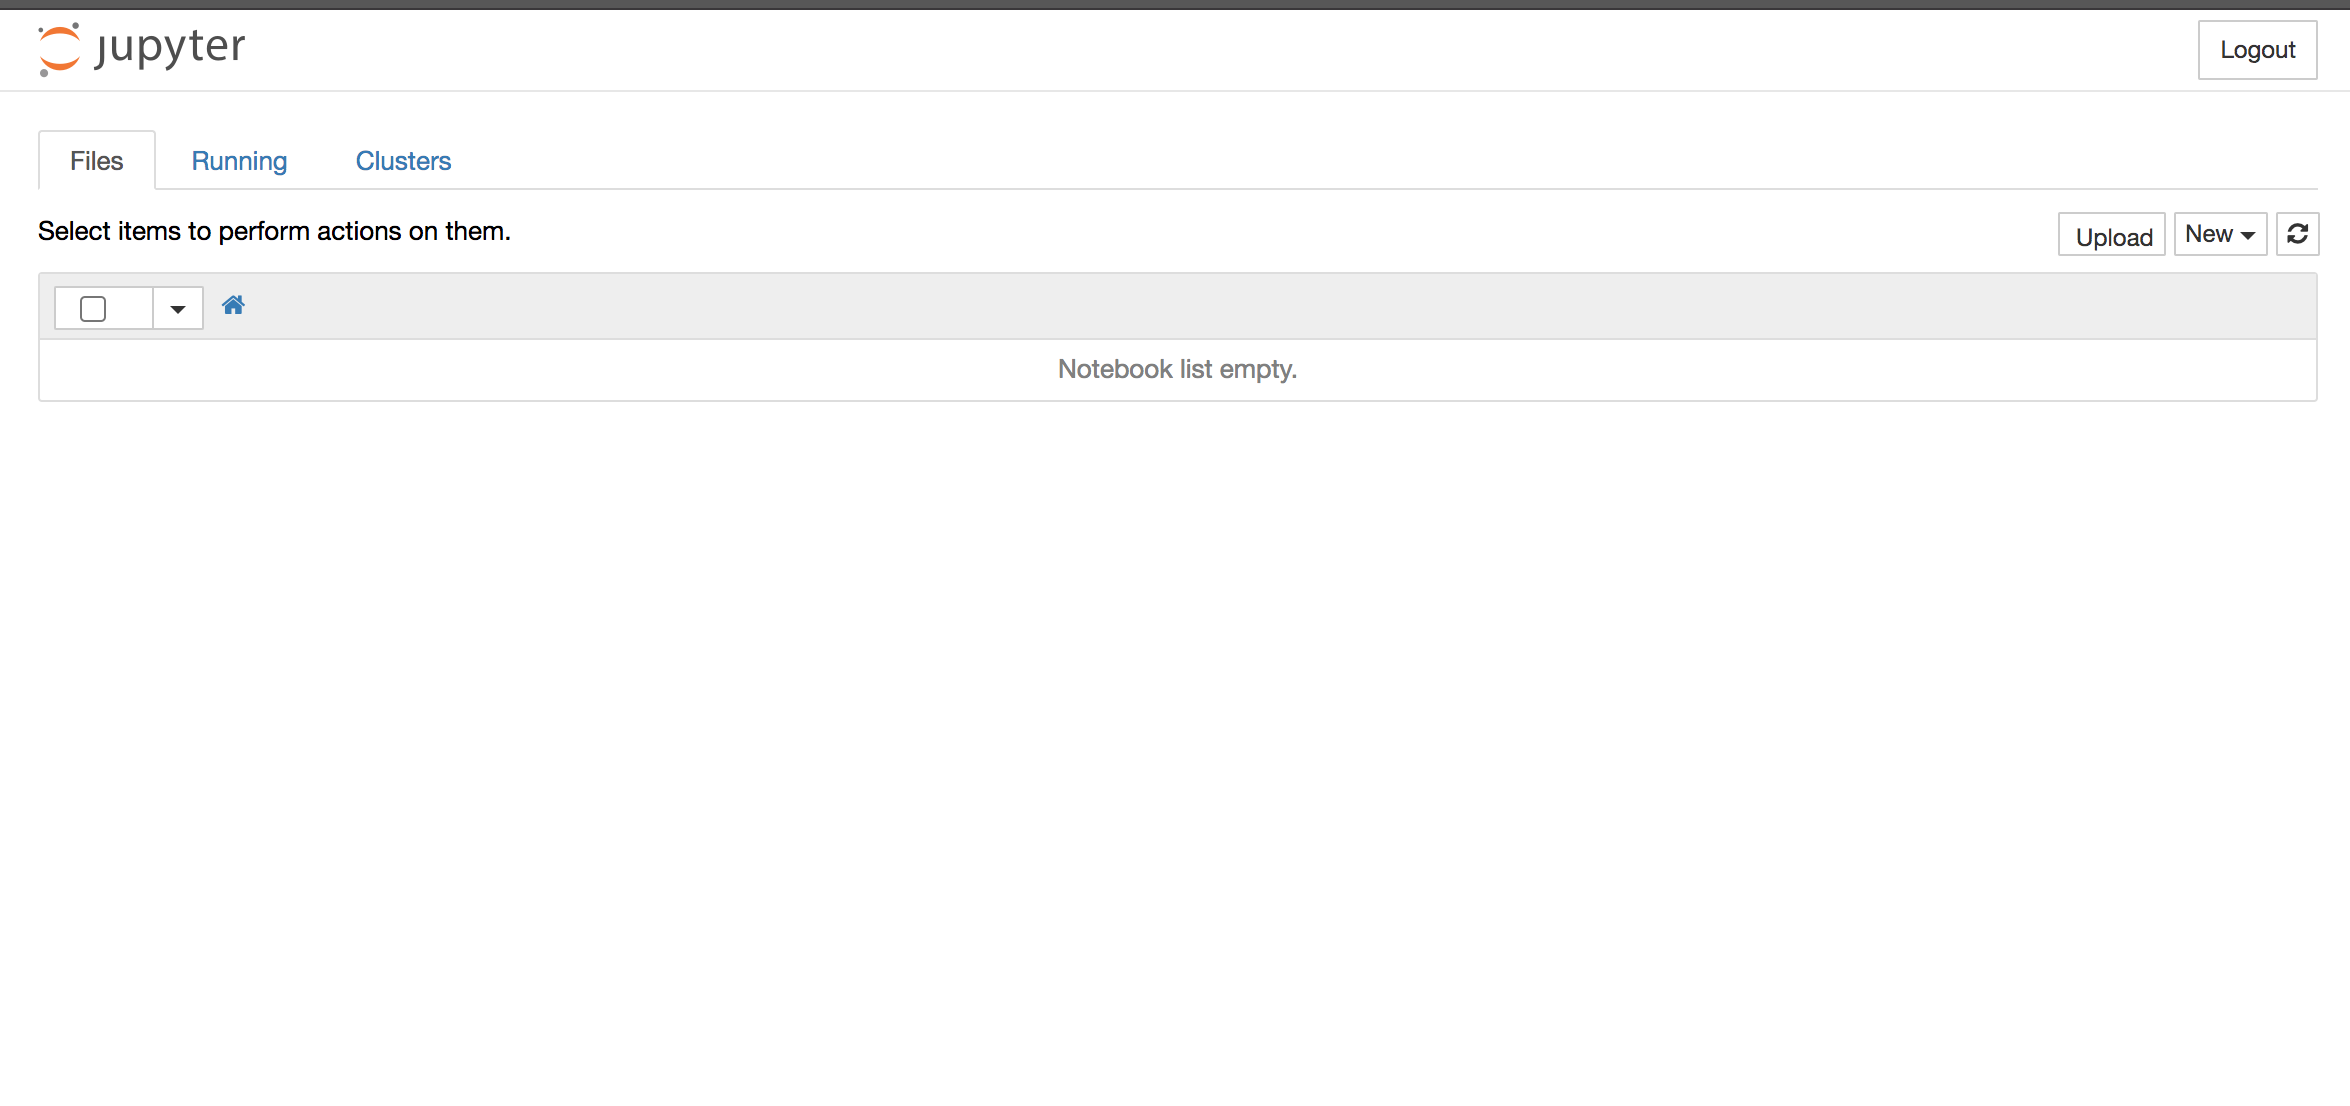 jupyter
Logout
Files
Running
Clusters
Select items to perform actions on them.
Upload
New
Notebook list empty.